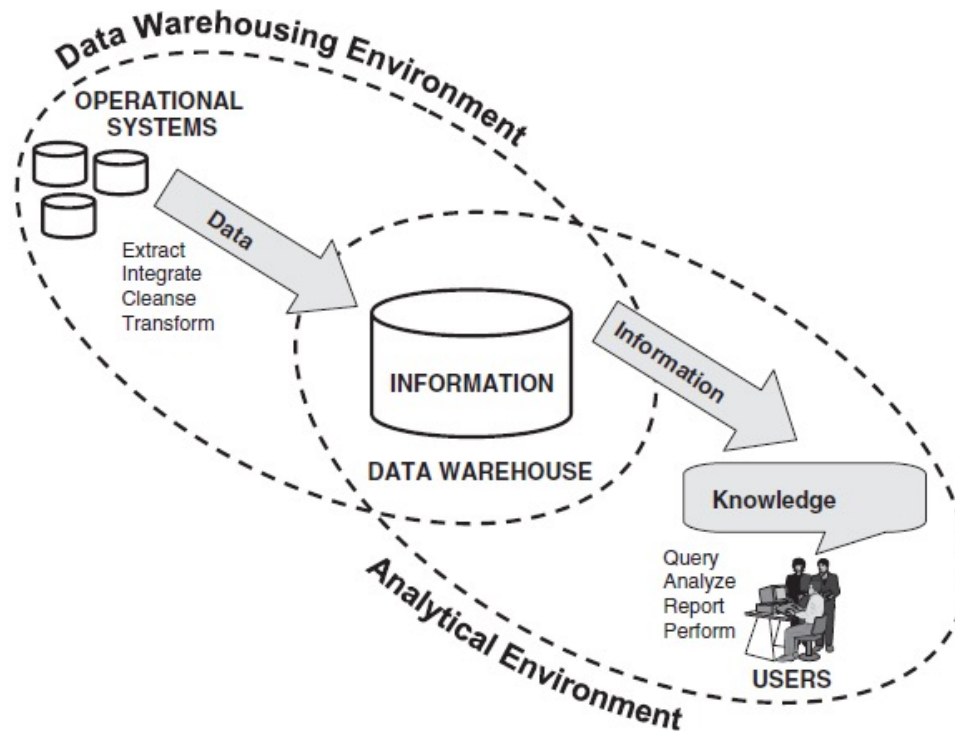 Data Warehousing Environment
OPERATIONAL
SYSTEMS
Data
Extract
Integrate
Cleanse
Transform
INFORMATION
DATA WAREHOUSE
Information
Knowledge
Query
Analyze
Report
Perform
USERS
Analytical Environment